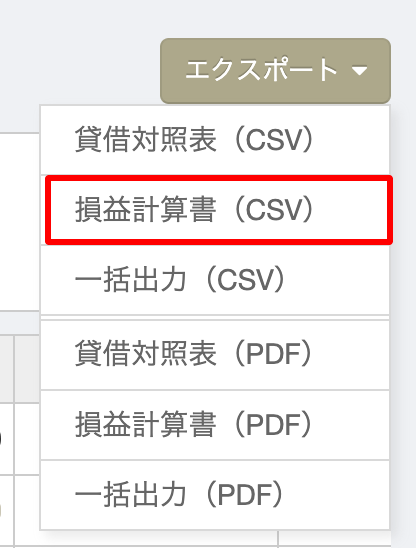 エクスポート
貸借対照表（CSV）
損益計算書（CSV）
一括出力（CSV）
貸借対照表（PDF）
損益計算書（PDF）
一括出力（PDF）